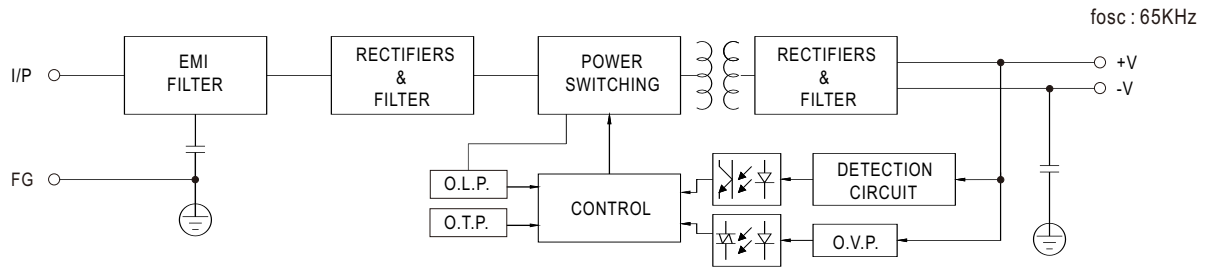 fosc : 65KHz
I/P
EMI
FILTER
RECTIFIERS
&
FILTER
POWER
SWITCHING
RECTIFIERS
&
FILTER
+V
-V
FG
O.L.P.
O.T.P.
CONTROL
DETECTION
CIRCUIT
O.V.P.